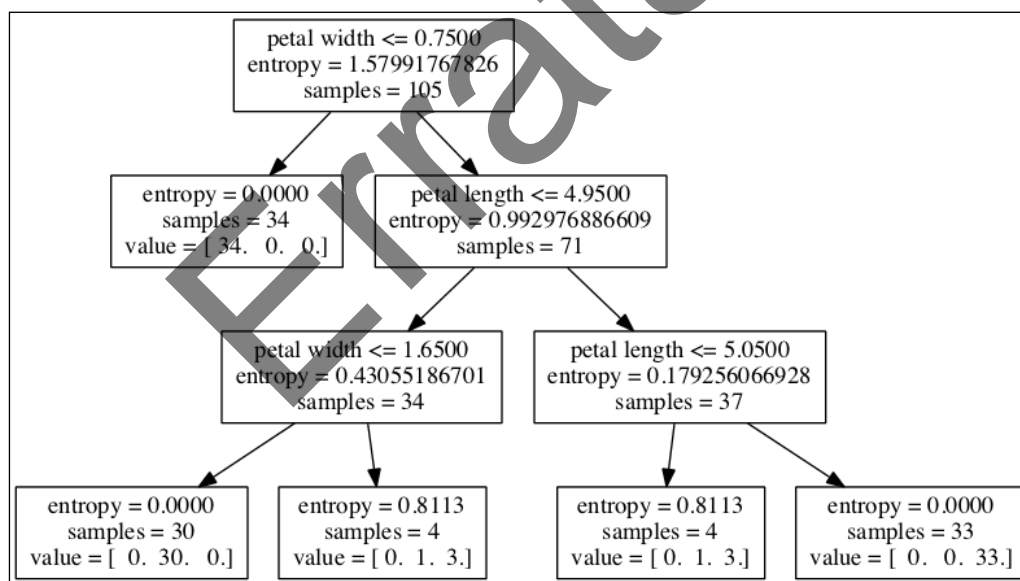 petal width <= 0.7500
entropy = 1.57991767826
samples = 105
entropy = 0.0000
samples = 34
value = [ 34. 0. 0.]
petal length <= 4.9500
entropy = 0.992976886609
samples = 71
petal width <= 1.6500
entropy = 0.43055186701
samples = 34
petal length <= 5.0500
entropy = 0.179256066928
samples = 37
entropy = 0.0000
samples = 30
value = [ 0. 30. 0.]
entropy = 0.8113
samples = 4
value = [ 0. 1. 3.]
entropy = 0.8113
samples = 4
value = [ 0. 1. 3.]
entropy = 0.0000
samples = 33
value = [ 0. 0. 33.]